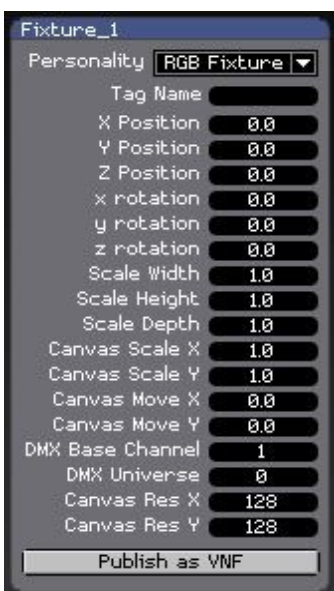 Fixture_1
Personality RGB Fixture
Tag Name
X Position 0.0
Y Position 0.0
Z Position 0.0
x rotation 0.0
y rotation 0.0
z rotation 0.0
Scale Width 1.0
Scale Height 1.0
Scale Depth 1.0
Canvas Scale X 1.0
Canvas Scale Y 1.0
Canvas Move X 0.0
Canvas Move Y 0.0
DMX Base Channel 1
DMX Universe 0
Canvas Res X 128
Canvas Res Y 128
Publish as VNF